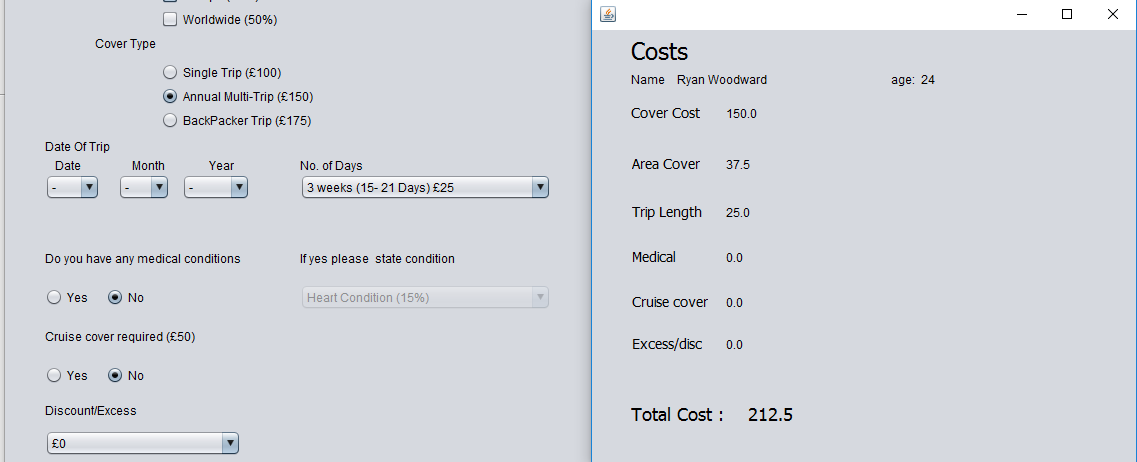 Worldwide (50%)
Cover Type
Single Trip (£100)
Annual Multi-Trip (£150)
BackPacker Trip (£175)
Date Of Trip
Date Month Year No. of Days
- - - 3 weeks (15- 21 Days) £25
Do you have any medical conditions If yes please state condition
Yes No Heart Condition (15%)
Cruise cover required (£50)
Yes No
Discount/Excess
£0
Costs
Name Ryan Woodward age: 24
Cover Cost 150.0
Area Cover 37.5
Trip Length 25.0
Medical 0.0
Cruise cover 0.0
Excess/disc 0.0
Total Cost : 212.5